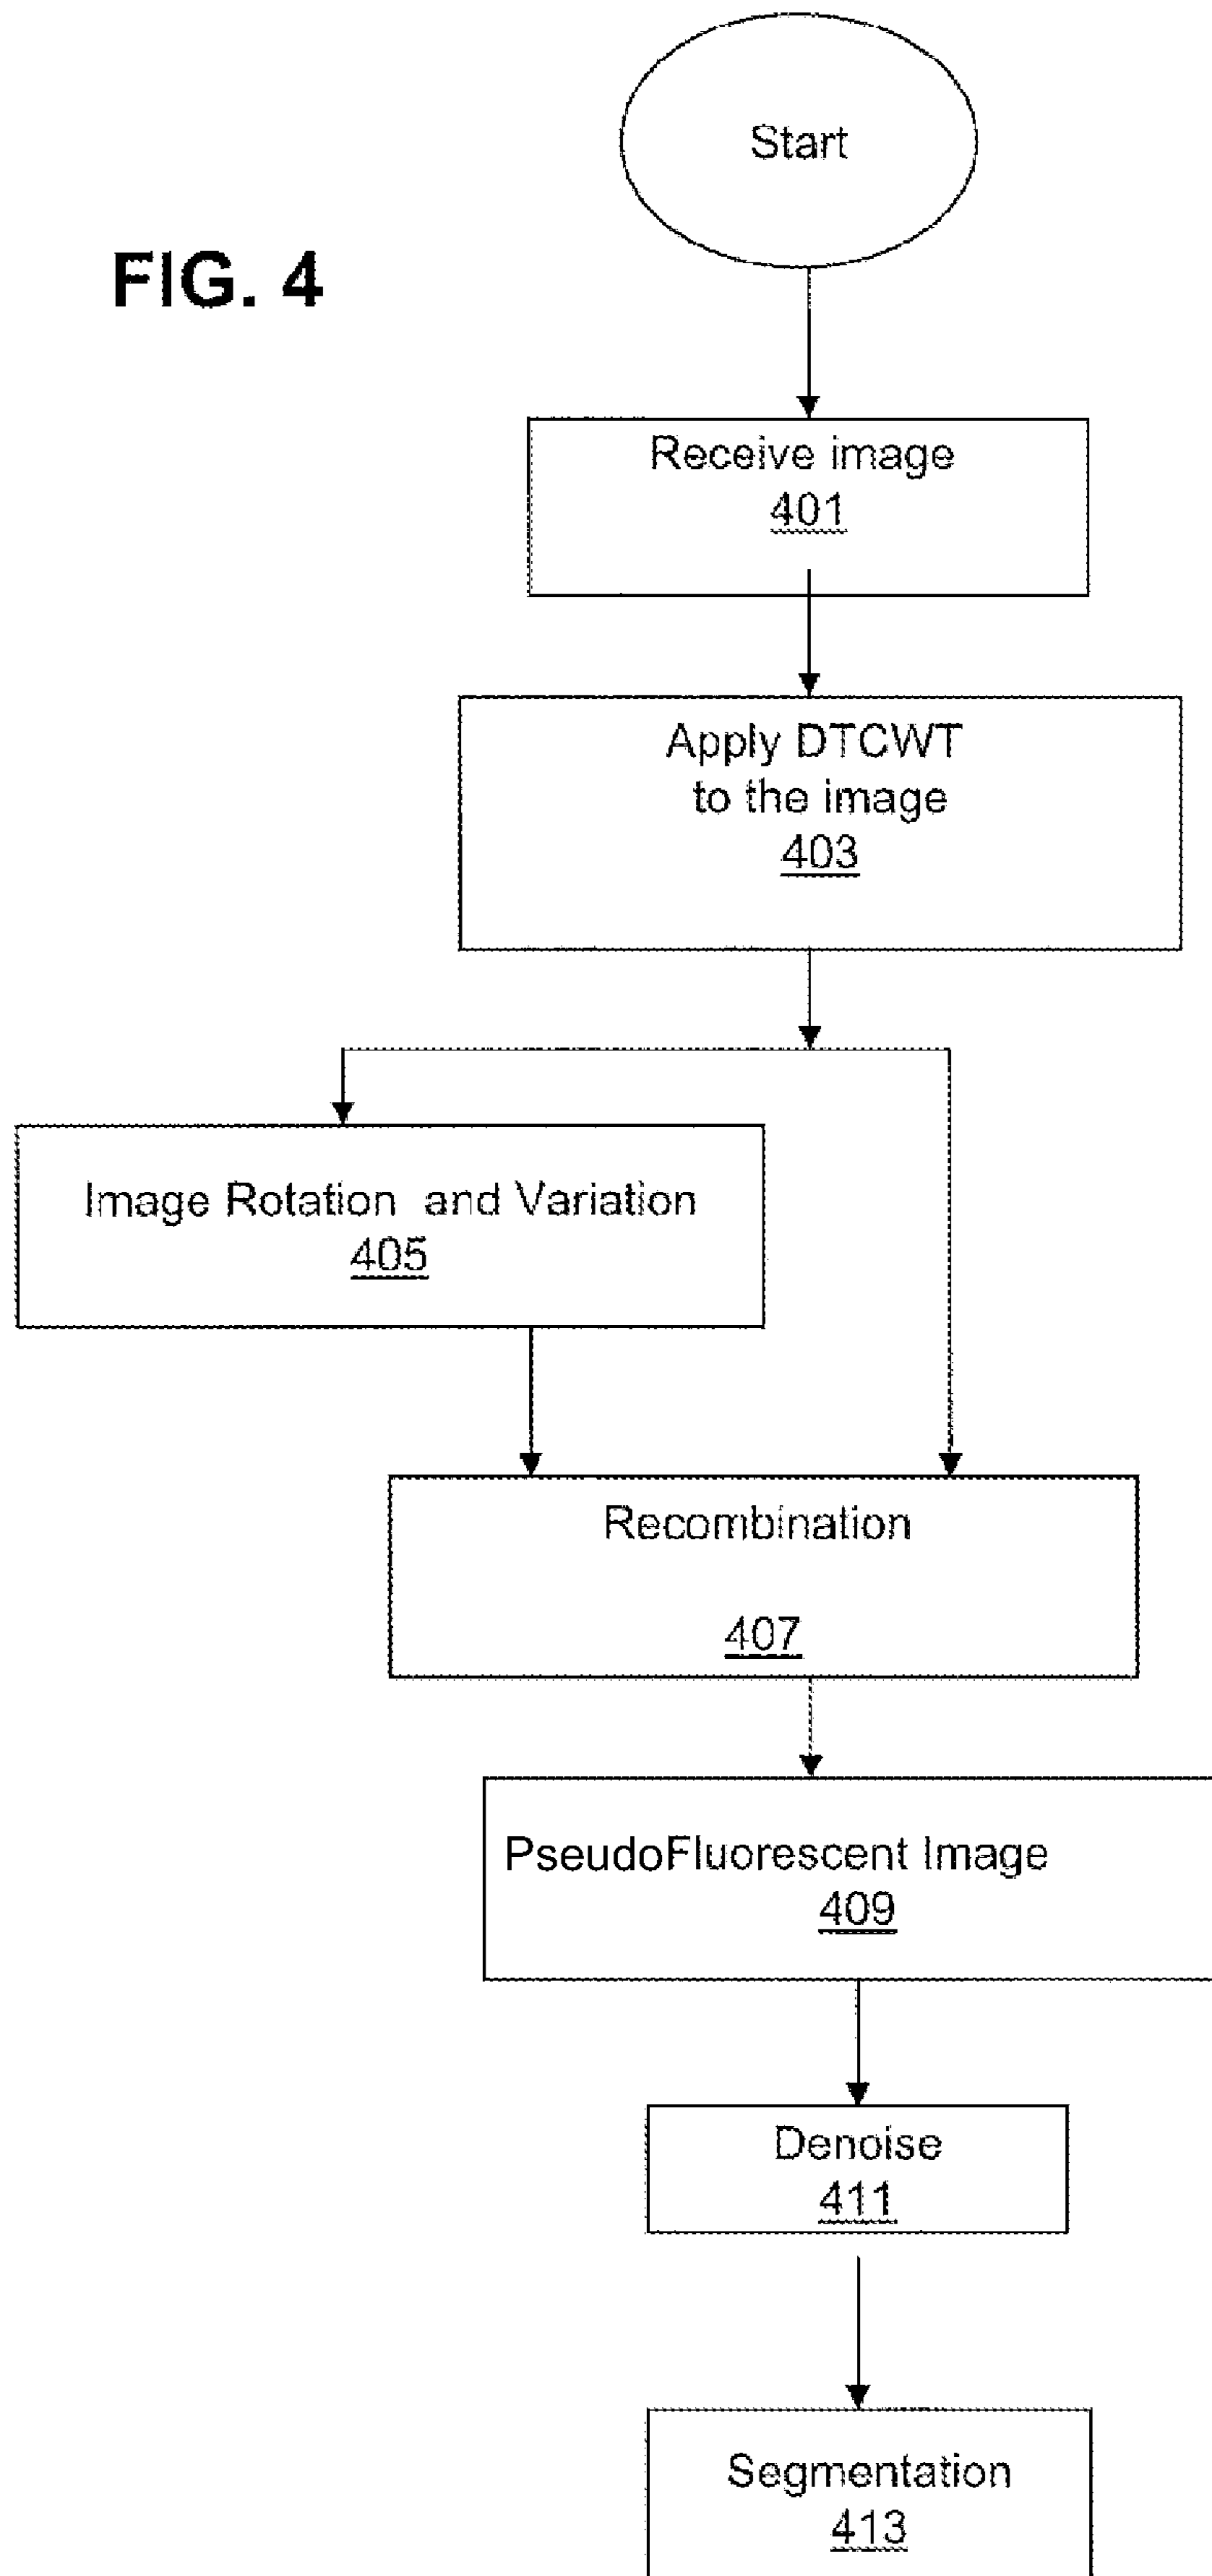 Start
FIG. 4
Receive image
401
Apply DTCWT
to the image
403
Image Rotation and Variation
405
Recombination
407
PseudoFluorescent Image
409
Denoise
411
Segmentation
413